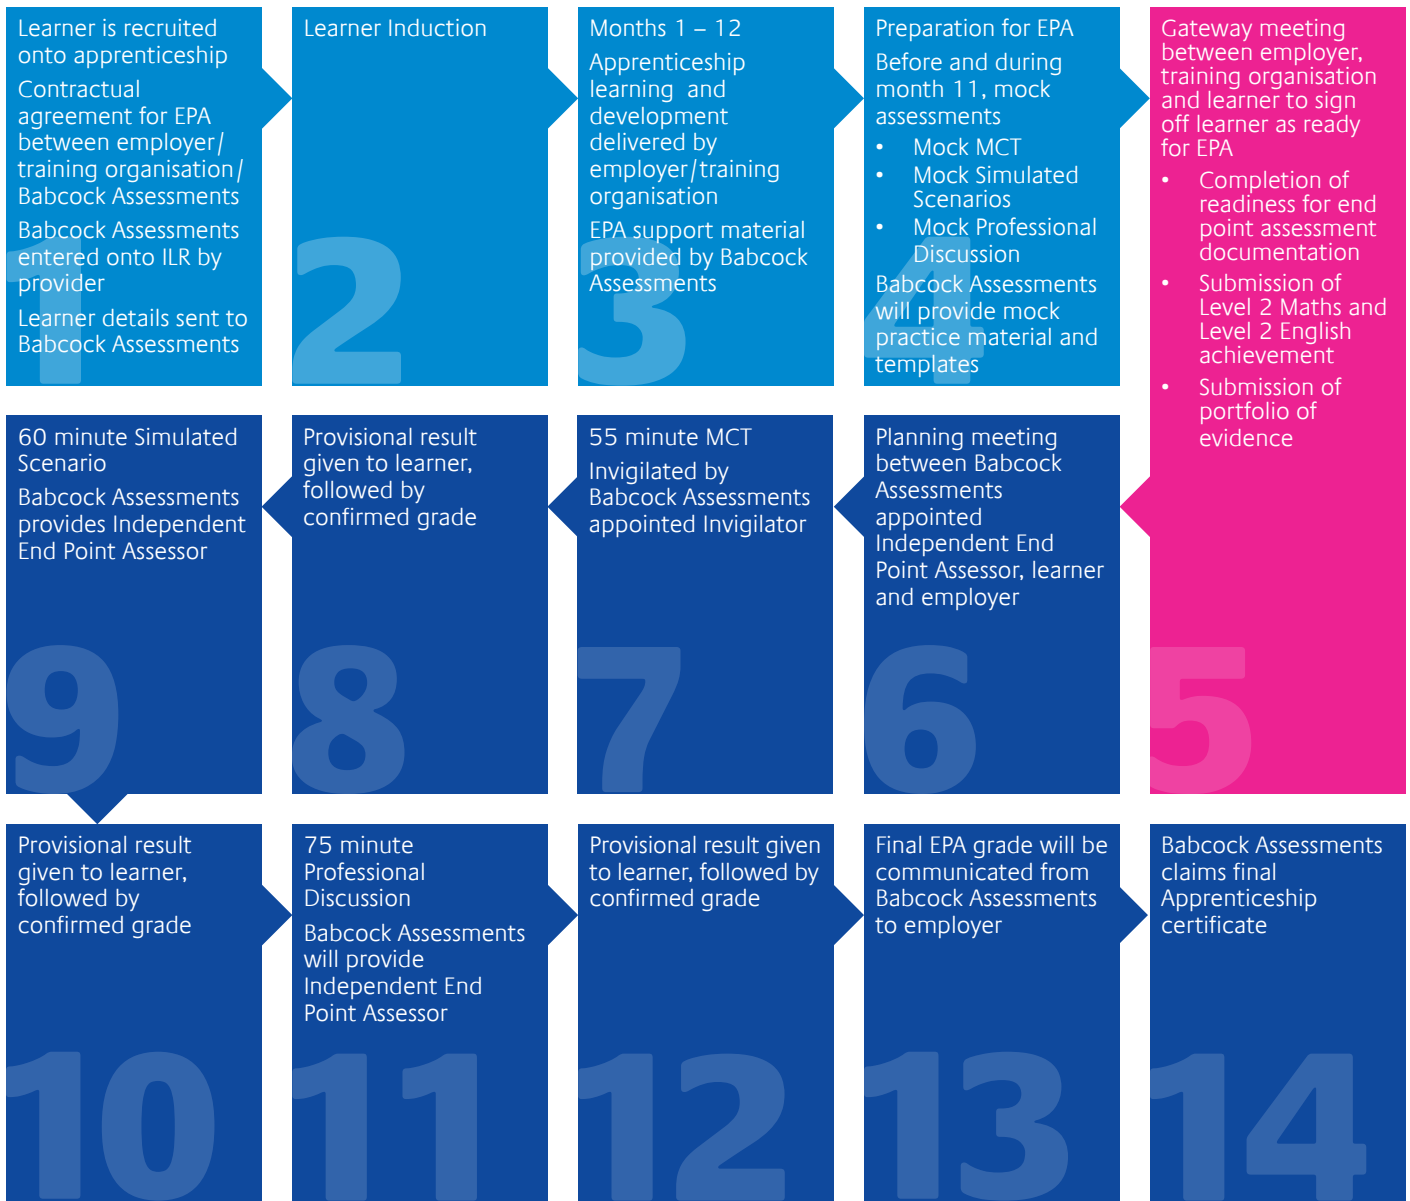 Learner is recruited
onto apprenticeship
Contractual
agreement for EPA
between employer/
training organisation/
Babcock Assessments
Babcock Assessments
entered onto ILR by
provider
Learner details sent to
Babcock Assessments
1
Learner Induction
2
Months 1 – 12
Apprenticeship
learning and
development
delivered by
employer/training
organisation
EPA support material
provided by Babcock
Assessments
3
Preparation for EPA
Before and during
month 11, mock
assessments
• Mock MCT
• Mock Simulated
Scenarios
• Mock Professional
Discussion
Babcock Assessments
will provide mock
practice material and
templates
4
Gateway meeting
between employer,
training organisation
and learner to sign
off learner as ready
for EPA
• Completion of
readiness for end
point assessment
documentation
• Submission of
Level 2 Maths and
Level 2 English
achievement
• Submission of
portfolio of
evidence
5
Planning meeting
between Babcock
Assessments
appointed
Independent End
Point Assessor, learner
and employer
6
55 minute MCT
Invigilated by
Babcock Assessments
appointed Invigilator
7
Provisional result
given to learner,
followed by
confirmed grade
8
60 minute Simulated
Scenario
Babcock Assessments
provides Independent
End Point Assessor
9
Provisional result
given to learner,
followed by
confirmed grade
10
75 minute
Professional
Discussion
Babcock Assessments
will provide
Independent End
Point Assessor
11
Provisional result given
to learner, followed by
confirmed grade
12
Final EPA grade will be
communicated from
Babcock Assessments
to employer
13
Babcock Assessments
claims final
Apprenticeship
certificate
14